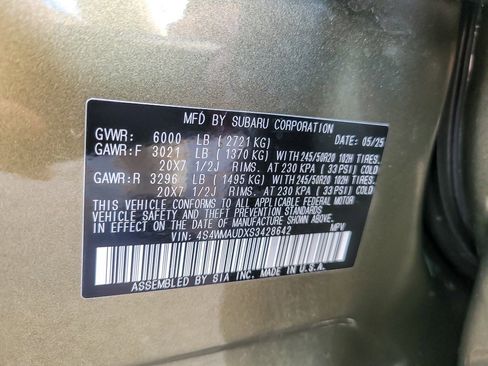 MFD BY SUBARU CORPORATION
GVWR: 6000 LB ( 2721 KG) DATE: 05/25
GAWR:F 3021 LB ( 1370 KG) WITH 245/50R20 102H TIRES,
20X7 1/2J RIMS, AT 230 KPA ( 33 PSI) COLD
GAWR:R 3296 LB ( 1495 KG) WITH 245/50R20 102H TIRES,
20X7 1/2J RIMS, AT 230 KPA ( 33 PSI) COLD
THIS VEHICLE CONFORMS TO ALL APPLICABLE FEDERAL MOTOR
VEHICLE SAFETY AND THEFT PREVENTION STANDARDS
IN EFFECT ON THE DATE OF MANUFACTURE SHOWN ABOVE.
VIN: 4S4WMAUDXS3428642 MPV
ASSEMBLED BY SIA INC. MADE IN U.S.A.